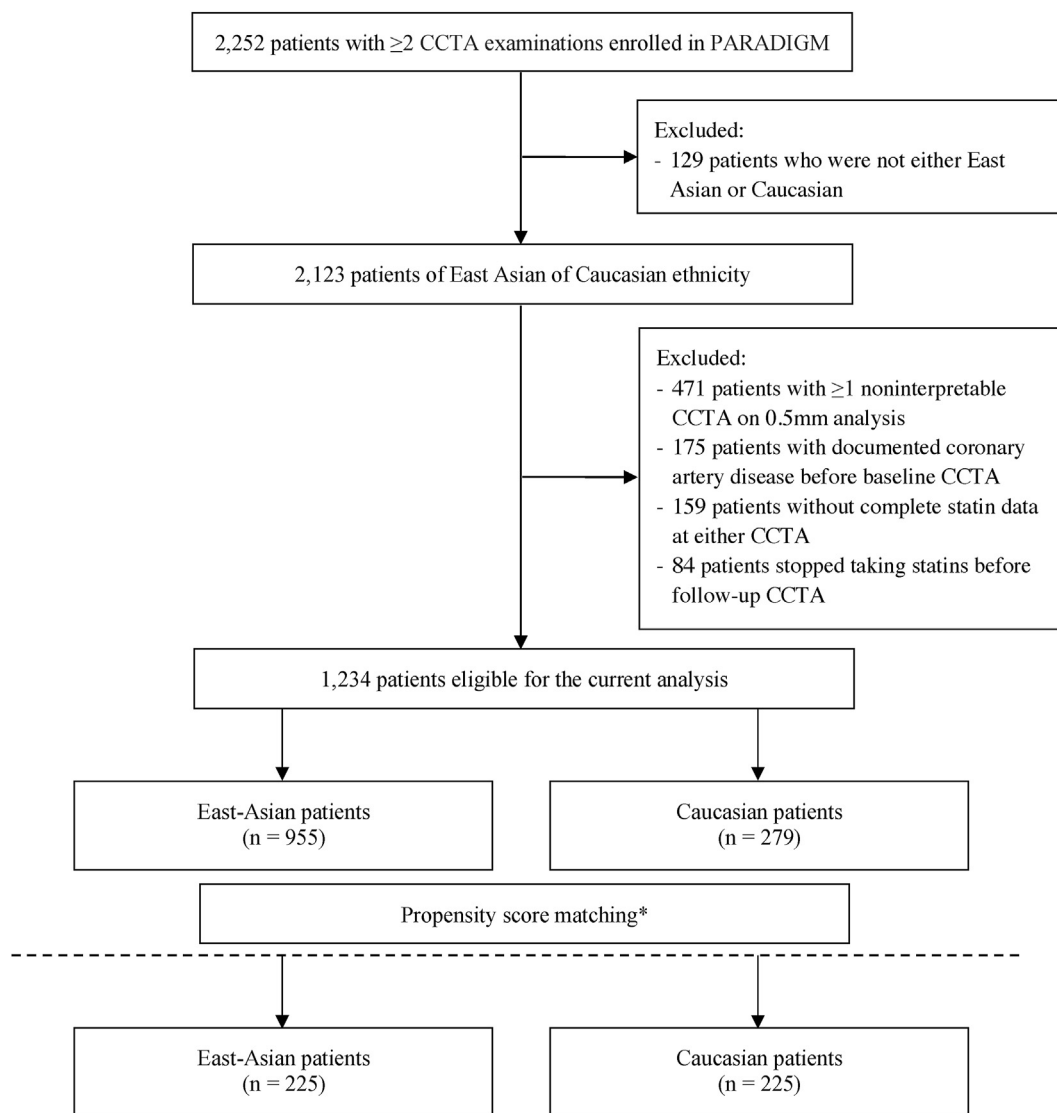 2,252 patients with ≥2 CCTA examinations enrolled in PARADIGM
Excluded:
- 129 patients who were not either East
Asian or Caucasian
2,123 patients of East Asian of Caucasian ethnicity
Excluded:
- 471 patients with ≥1 noninterpretable
CCTA on 0.5mm analysis
- 175 patients with documented coronary
artery disease before baseline CCTA
- 159 patients without complete statin data
at either CCTA
- 84 patients stopped taking statins before
follow-up CCTA
1,234 patients eligible for the current analysis
East-Asian patients
(n = 955)
Caucasian patients
(n = 279)
Propensity score matching*
East-Asian patients
(n = 225)
Caucasian patients
(n = 225)